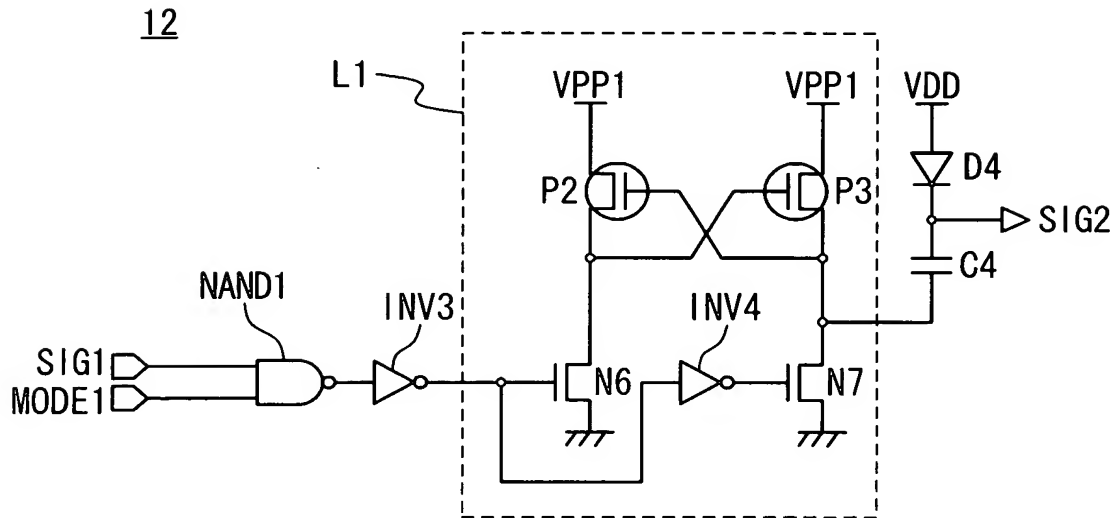 12
L1
VPP1 VPP1 VDD
P2 P3 D4
SIG2
C4
NAND1
INV3 INV4
SIG1
N6 N7
MODE1